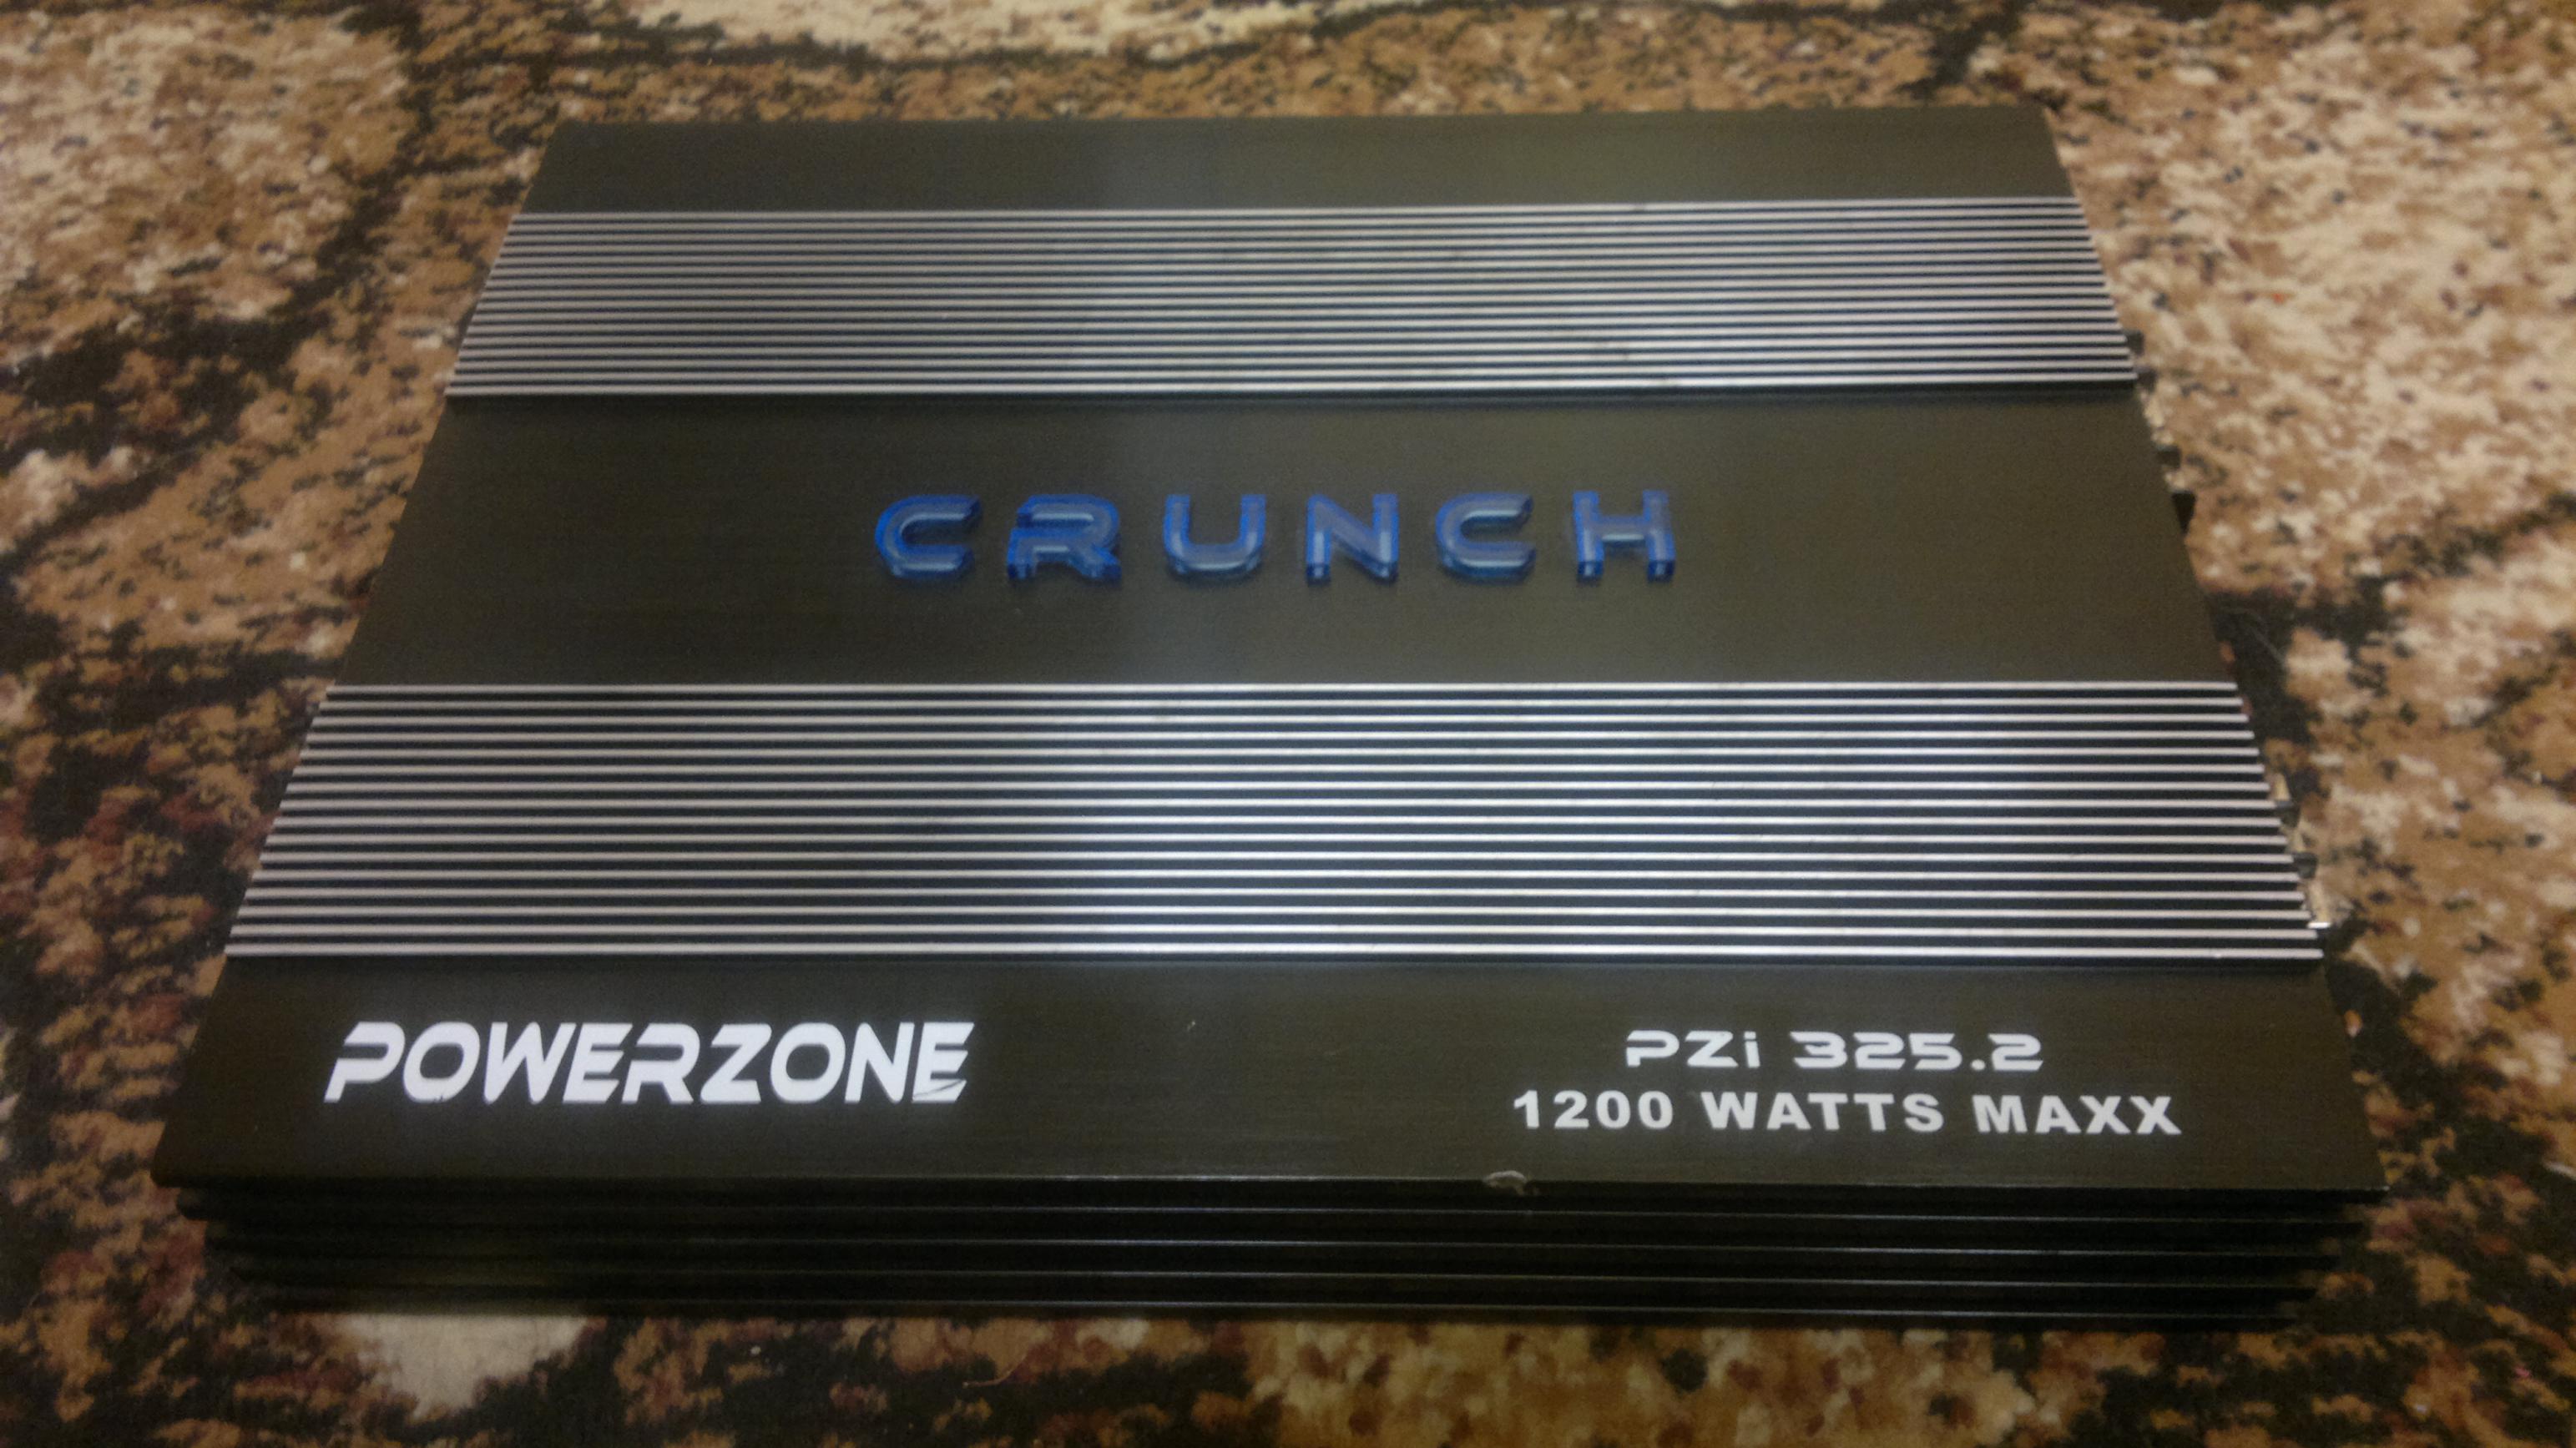 CRUNCH
POWERZONE
PZi 325.2
1200 WATTS MAXX